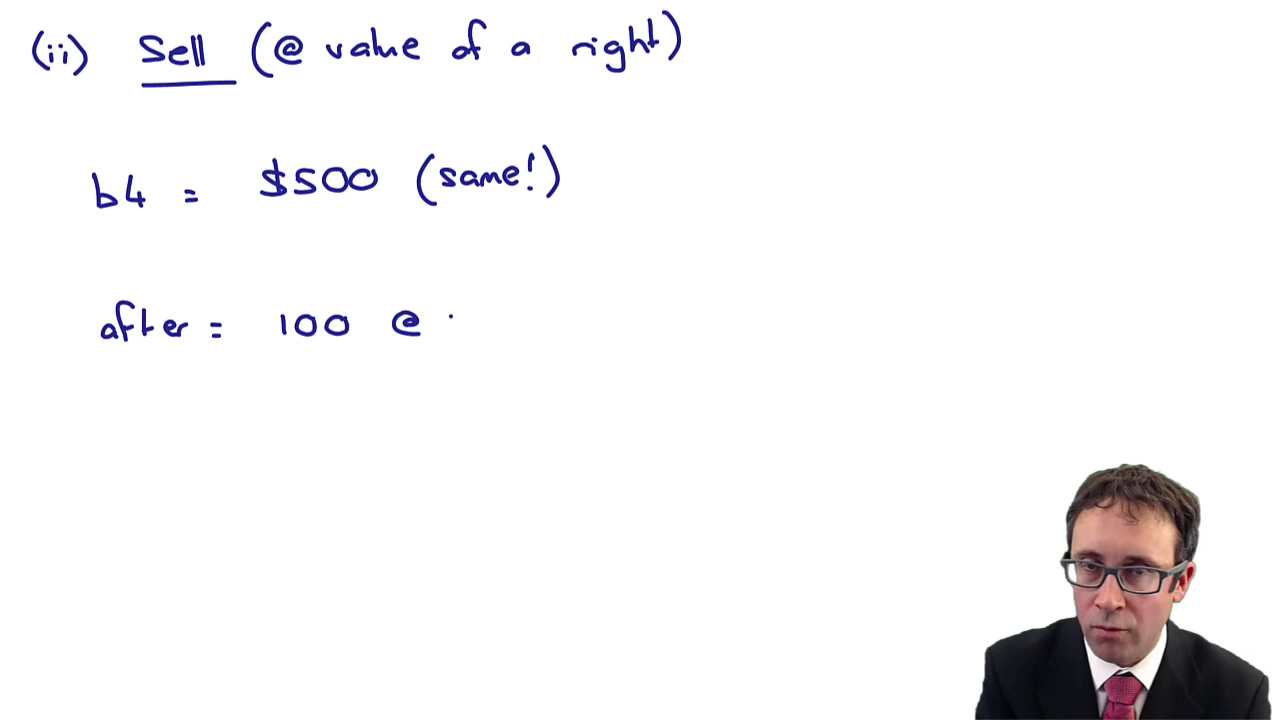 (ii) Sell (@ value of a right)
b4 = $500 (same!)
after = 100 @